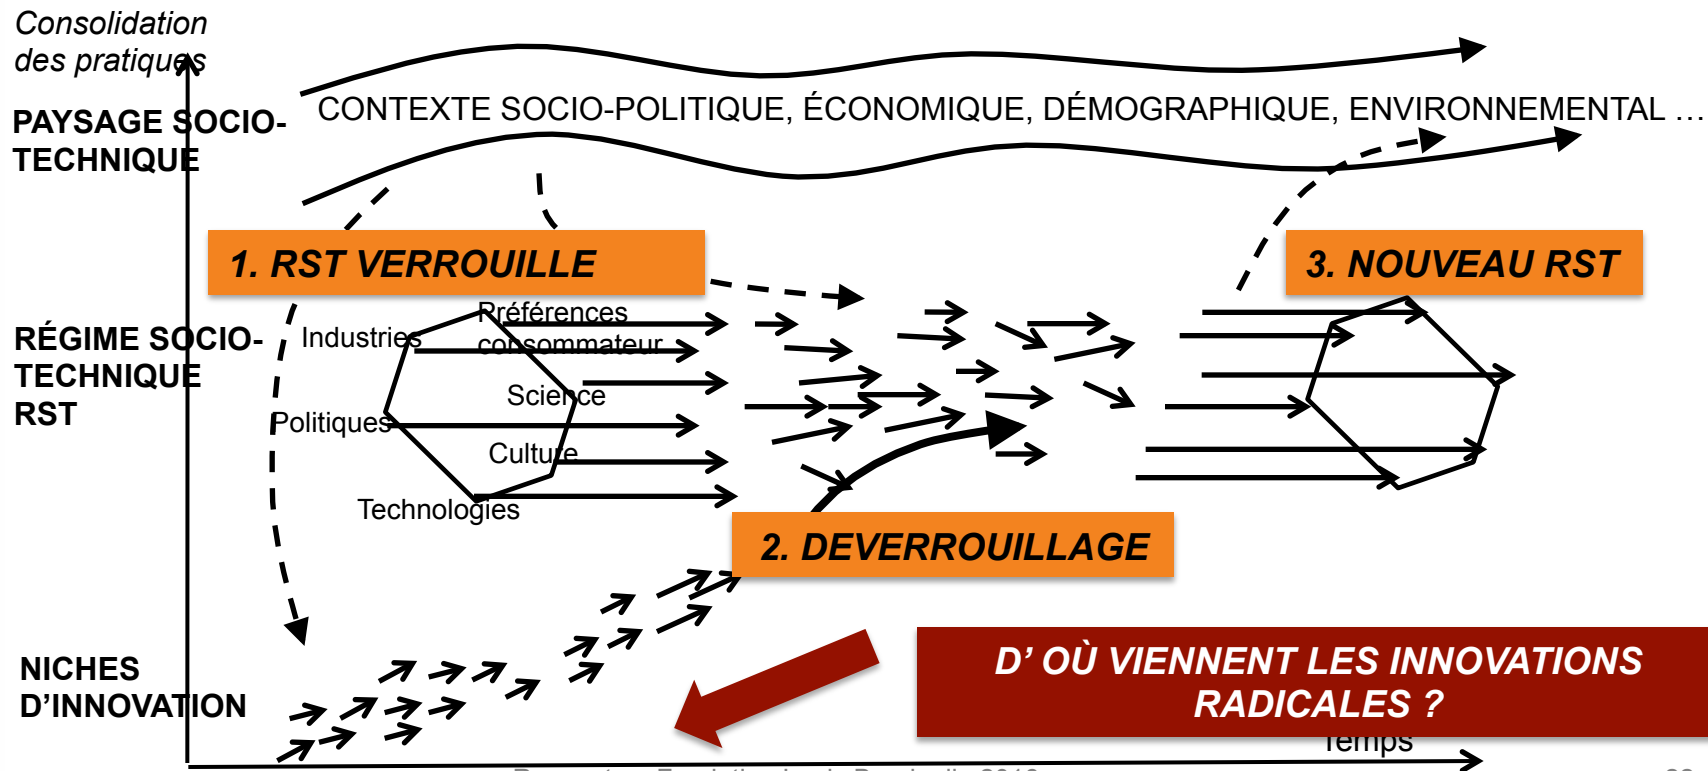 Consolidation
des pratiques
PAYSAGE SOCIO-
TECHNIQUE
CONTEXTE SOCIO-POLITIQUE, ÉCONOMIQUE, DÉMOGRAPHIQUE, ENVIRONNEMENTAL …
1. RST VERROUILLE
3. NOUVEAU RST
RÉGIME SOCIO-
TECHNIQUE
RST
Industries
Préférences
consommateur
Science
Politiques
Culture
Technologies
2. DEVERROUILLAGE
NICHES
D’INNOVATION
D’ OÙ VIENNENT LES INNOVATIONS
RADICALES ?
Temps